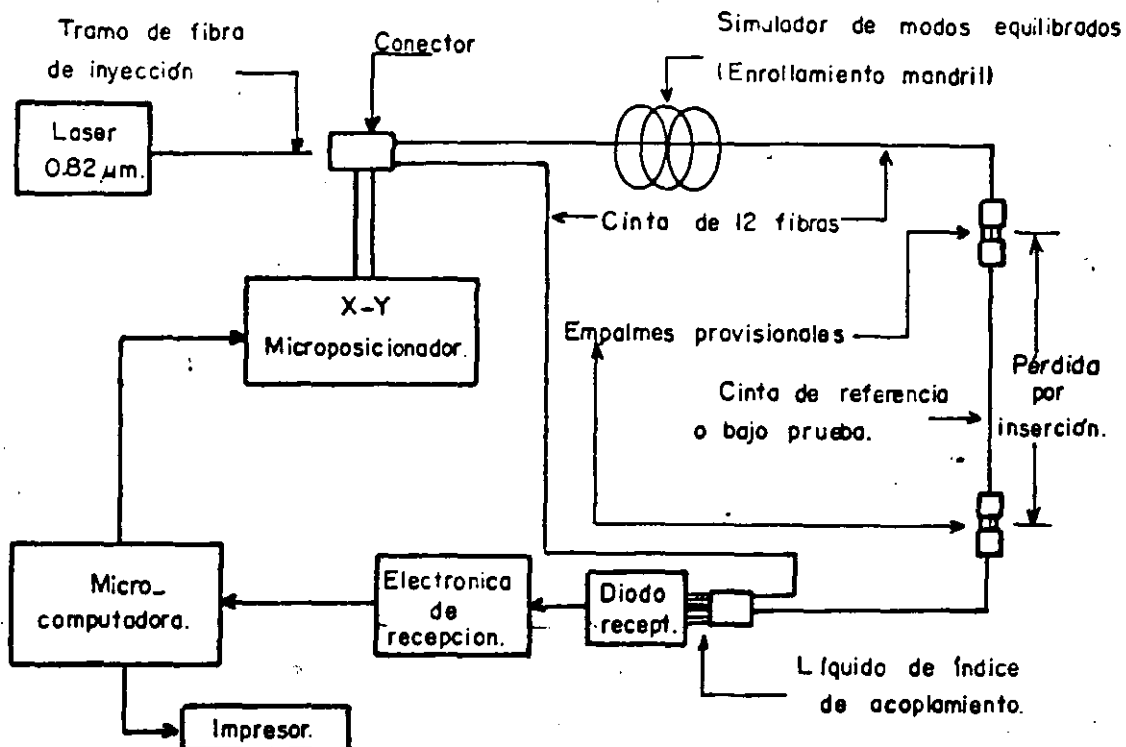 Tramo de fibra
de inyección
Conector
Simulador de modos equilibrados
(Enrollamiento mandril)
Laser
0.82 µm.
Cinta de 12 fibras
X-Y
Microposicionador.
Empalmes provisionales
Pérdida
por
inserción.
Cinta de referencia
o bajo prueba.
Micro_
computadora.
Electronica
de
recepcion.
Diodo
recept.
Líquido de índice
de acoplamiento.
Impresor.